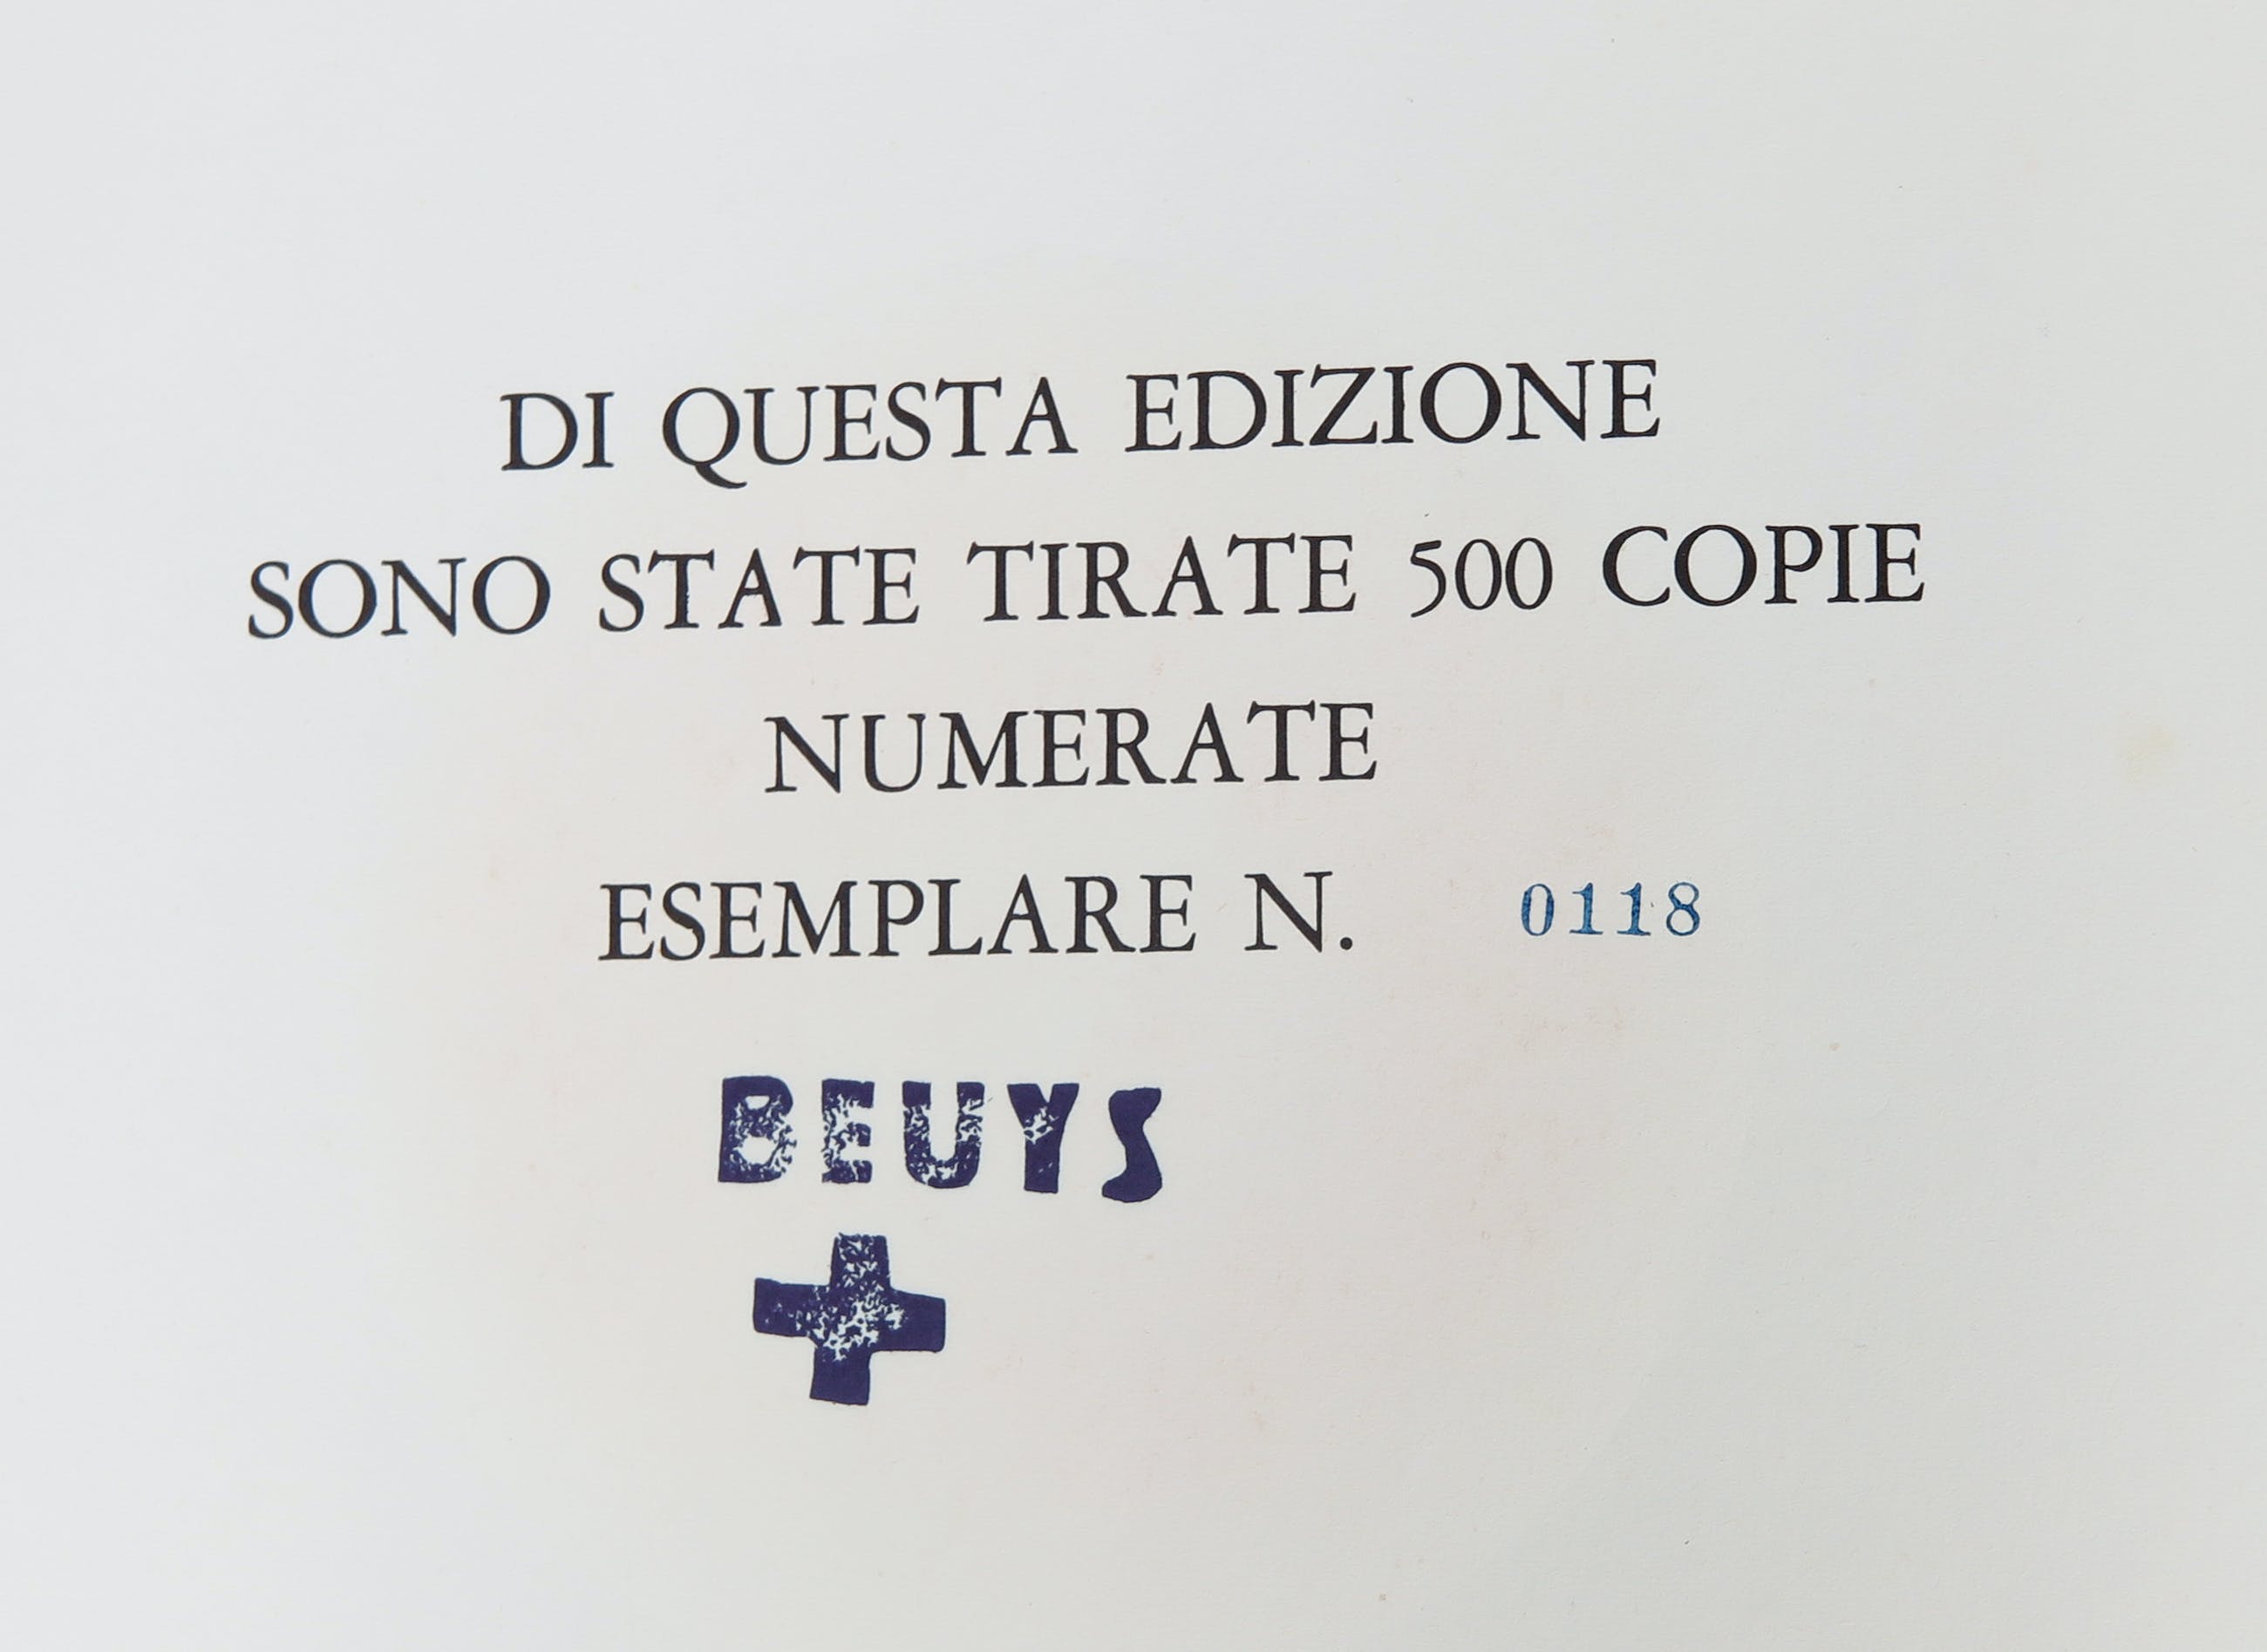 DI QUESTA EDIZIONE
SONO STATE TIRATE 500 COPIE
NUMERATE
ESEMPLARE N. 0118
BEUYS